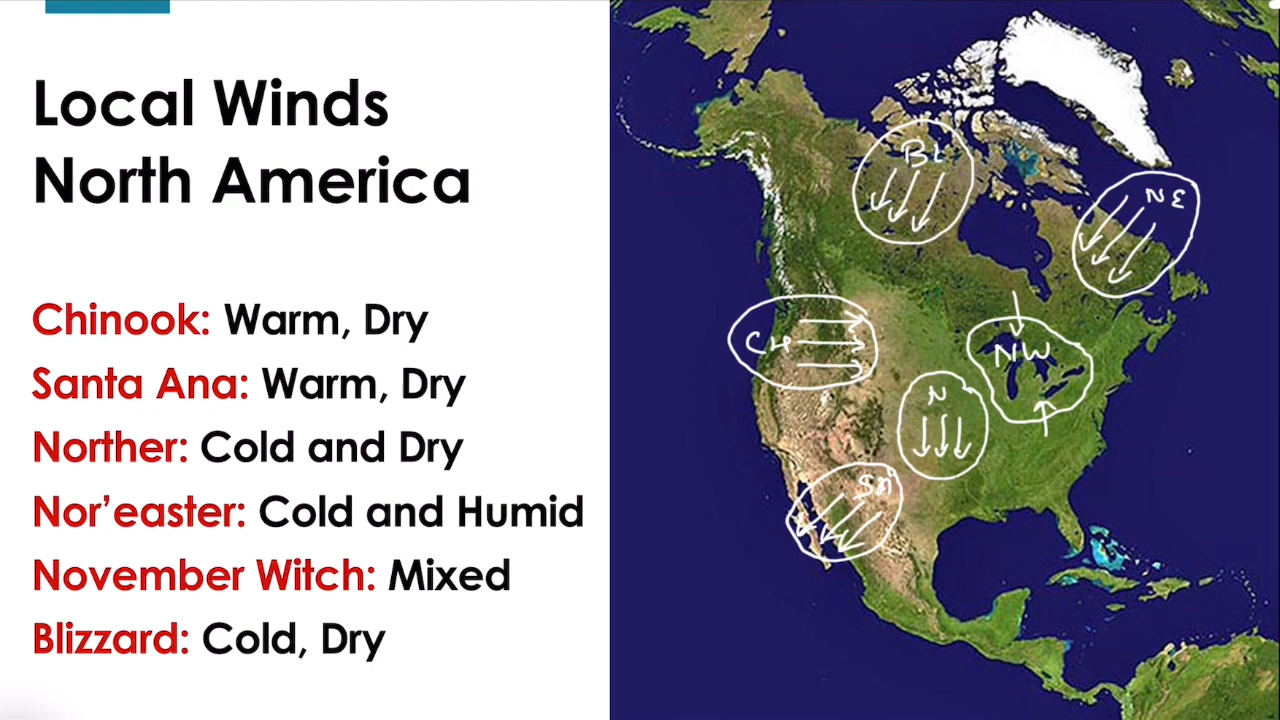 Local Winds
North America
Chinook: Warm, Dry
Santa Ana: Warm, Dry
Norther: Cold and Dry
Nor’easter: Cold and Humid
November Witch: Mixed
Blizzard: Cold, Dry
BL
NE
CH
NW
N